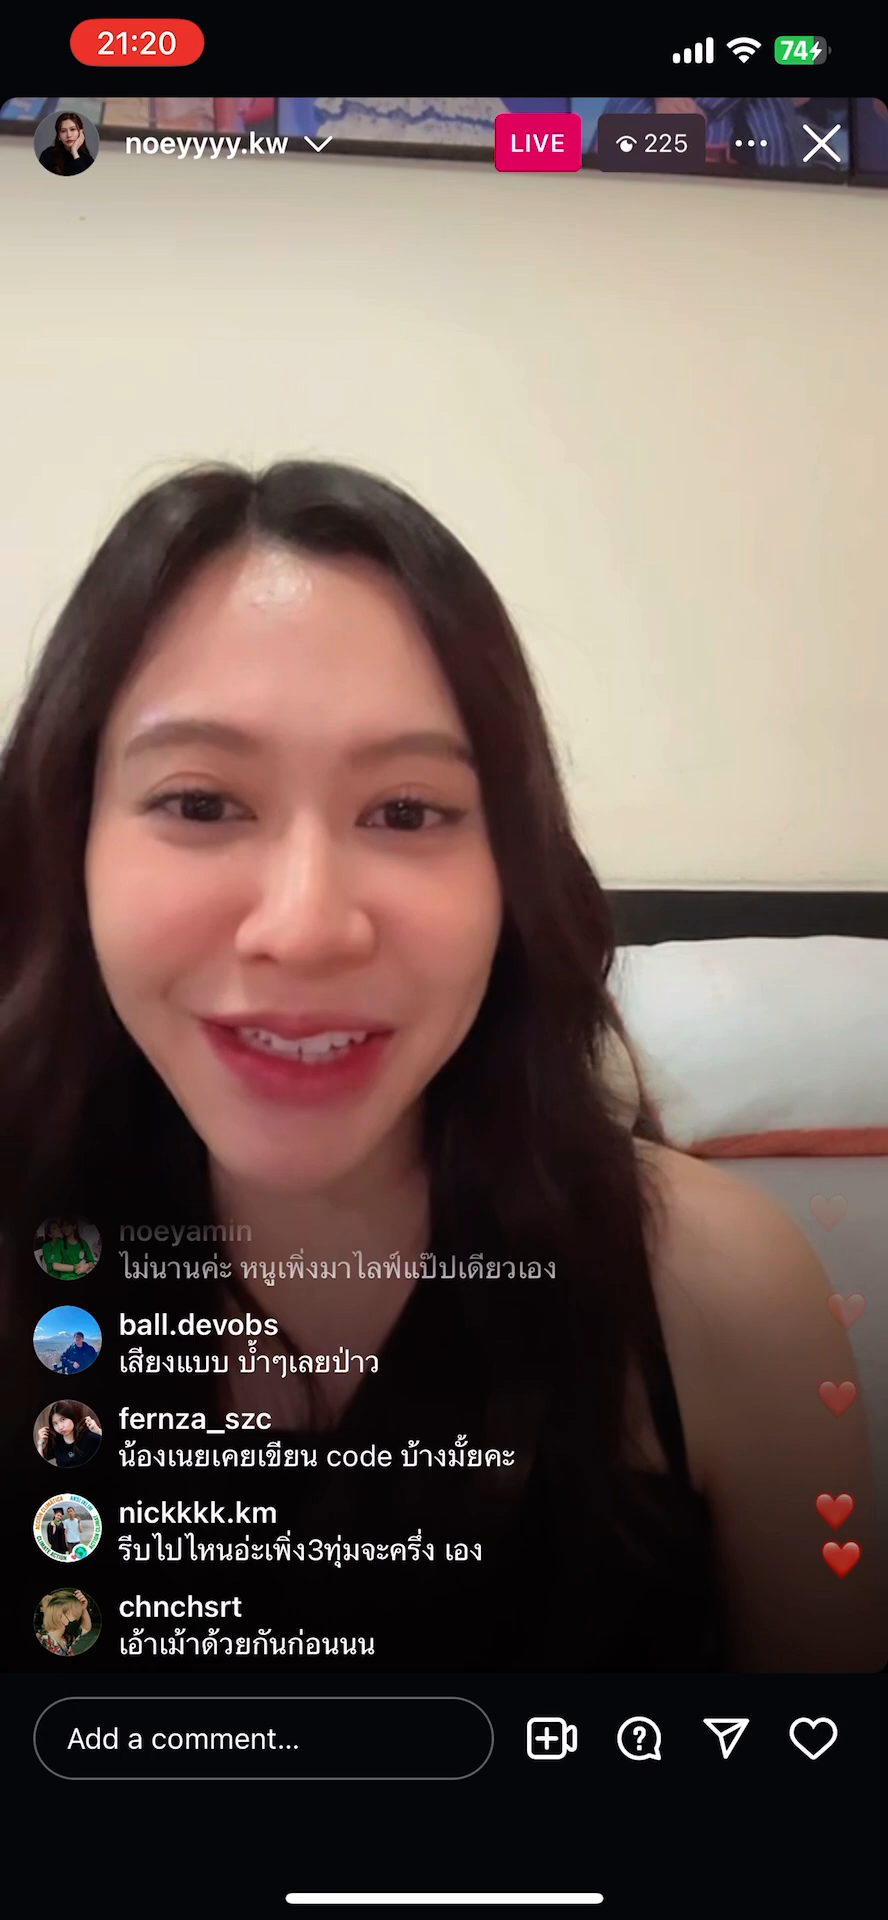 21:20
74
noeyyyy.kw
LIVE
225
noeyamin
ไม่นานค่ะ หนูเพิ่งมาไลฟ์แป๊ปเดียวเอง
ball.devobs
เสียงแบบ บ้ำๆเลยป่าว
fernza_szc
น้องเนยเคยเขียน code บ้างมั้ยคะ
nickkkk.km
รีบไปไหนอ่ะเพิ่ง3ทุ่มจะครึ่ง เอง
chnchsrt
เอ้าเม้าด้วยกันก่อนนน
Add a comment...